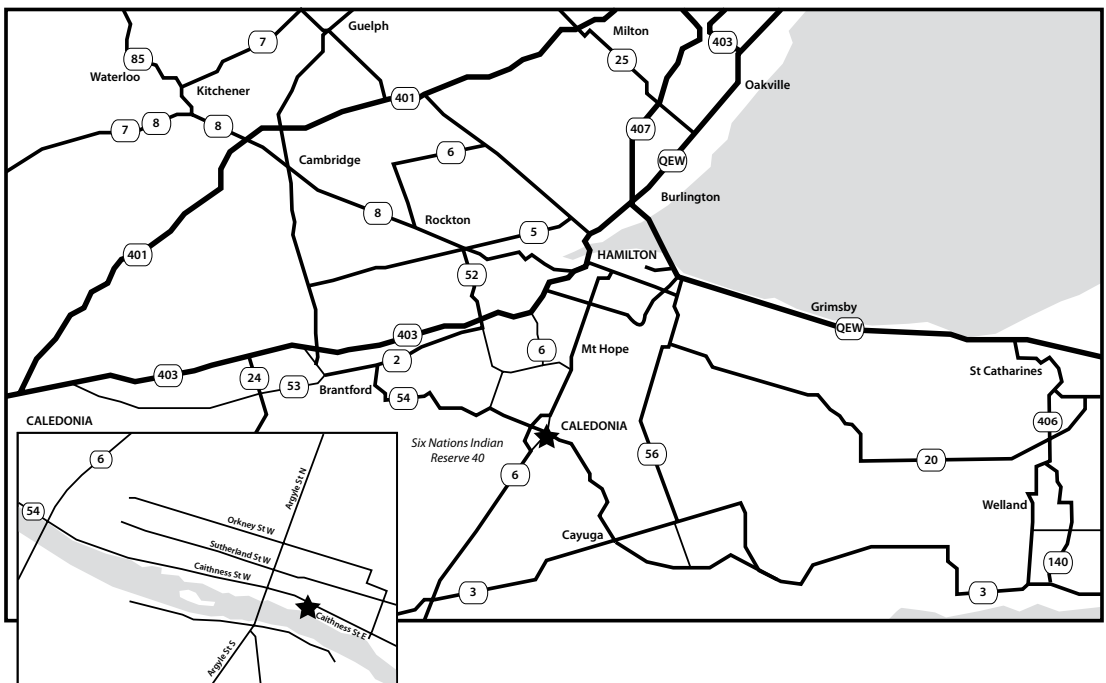 Guelph
Milton
403
7
25
85
Waterloo
Kitchener
Oakville
401
7
8
8
407
QEW
Cambridge
6
Burlington
8
Rockton
5
401
HAMILTON
52
Grimsby
QEW
403
6
Mt Hope
2
403
24
53
Brantford
54
St Catharines
CALEDONIA
CALEDONIA
406
Six Nations Indian
Reserve 40
56
20
6
Welland
Cayuga
140
3
3
6
54
Argyle St N
Orkney St W
Sutherland St W
Caithness St W
Caithness St E
Argyle St S